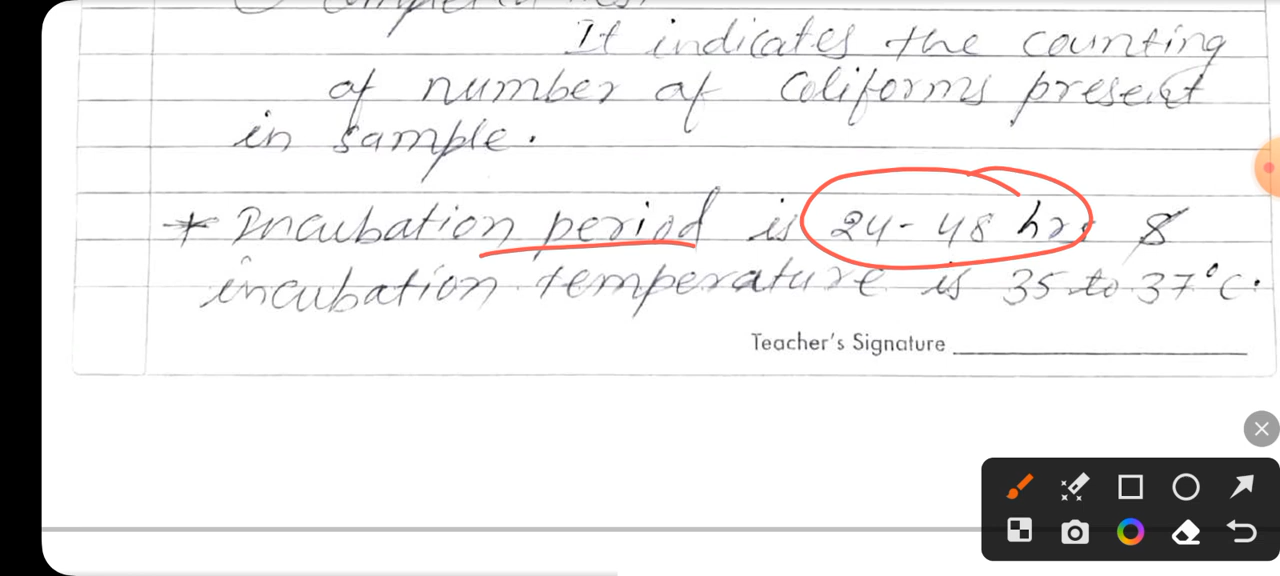 It indicates the counting
of number of Coliforms present
in sample.
* Incubation period is 24-48 hrs &
incubation temperature is 35 to 37°C.
Teacher's Signature